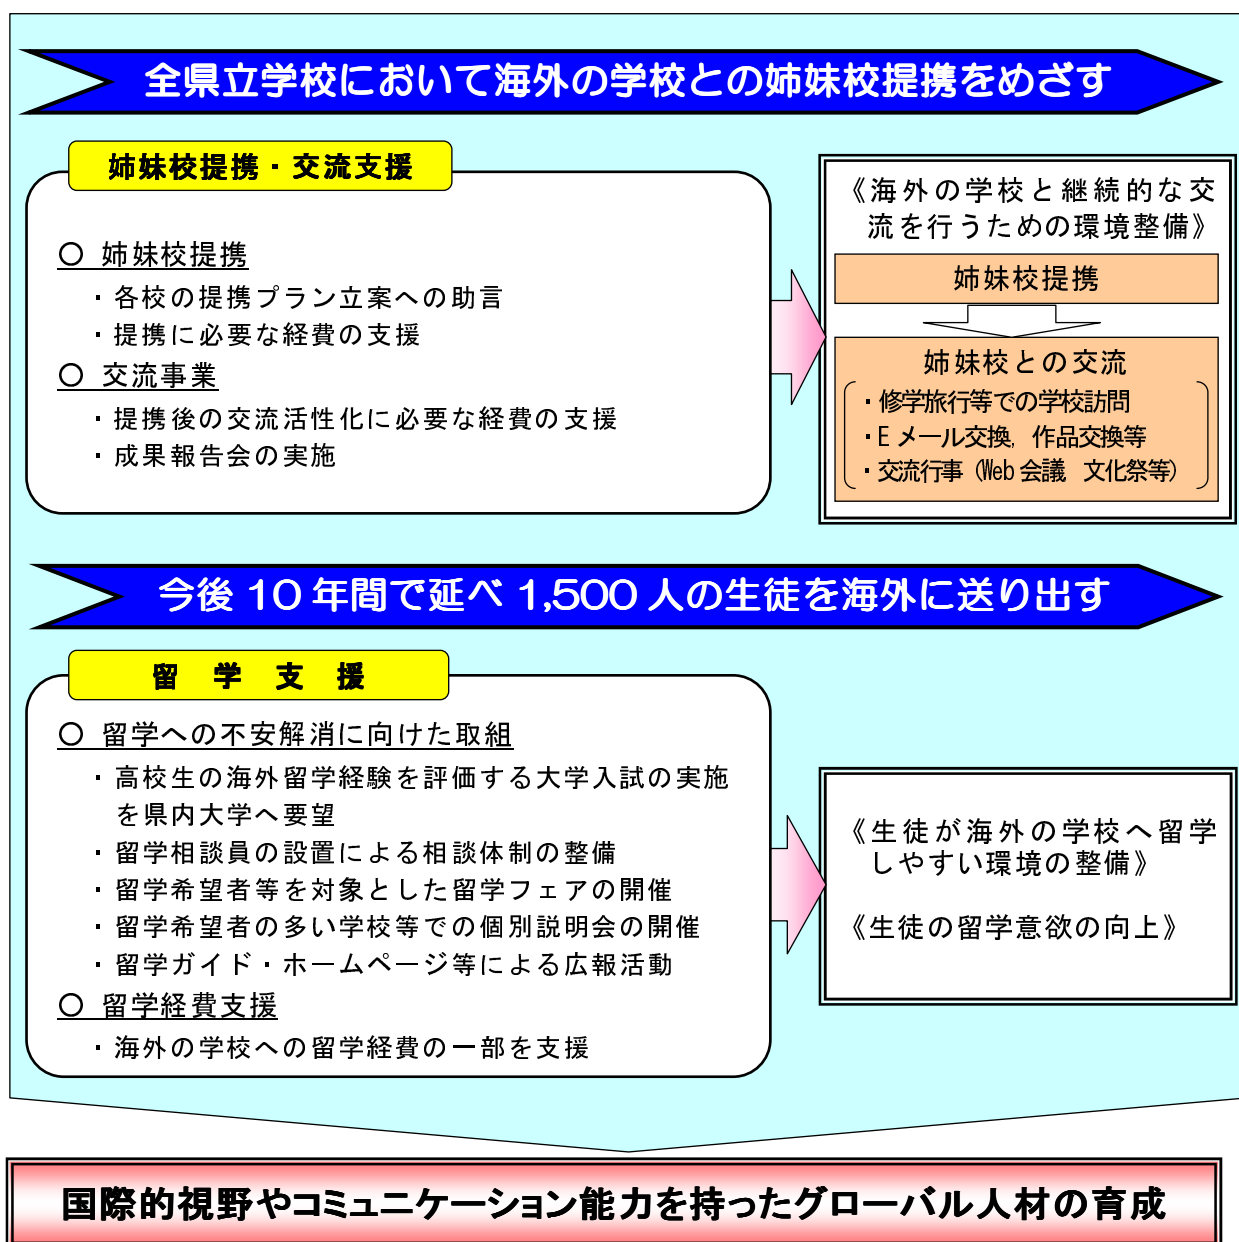 全県立学校において海外の学校との姉妹校提携をめざす
姉妹校提携・交流支援
○ 姉妹校提携
・各校の提携プラン立案への助言
・提携に必要な経費の支援
○ 交流事業
・提携後の交流活性化に必要な経費の支援
・成果報告会の実施
《海外の学校と継続的な交
流を行うための環境整備》
姉妹校提携
姉妹校との交流
・修学旅行等での学校訪問
・Eメール交換，作品交換等
・交流行事（Web会議　文化祭等）
今後 10 年間で延べ 1,500 人の生徒を海外に送り出す
留 学 支 援
○ 留学への不安解消に向けた取組
・高校生の海外留学経験を評価する大学入試の実施
を県内大学へ要望
・留学相談員の設置による相談体制の整備
・留学希望者等を対象とした留学フェアの開催
・留学希望者の多い学校等での個別説明会の開催
・留学ガイド・ホームページ等による広報活動
○ 留学経費支援
・海外の学校への留学経費の一部を支援
《生徒が海外の学校へ留学
しやすい環境の整備》
《生徒の留学意欲の向上》
国際的視野やコミュニケーション能力を持ったグローバル人材の育成